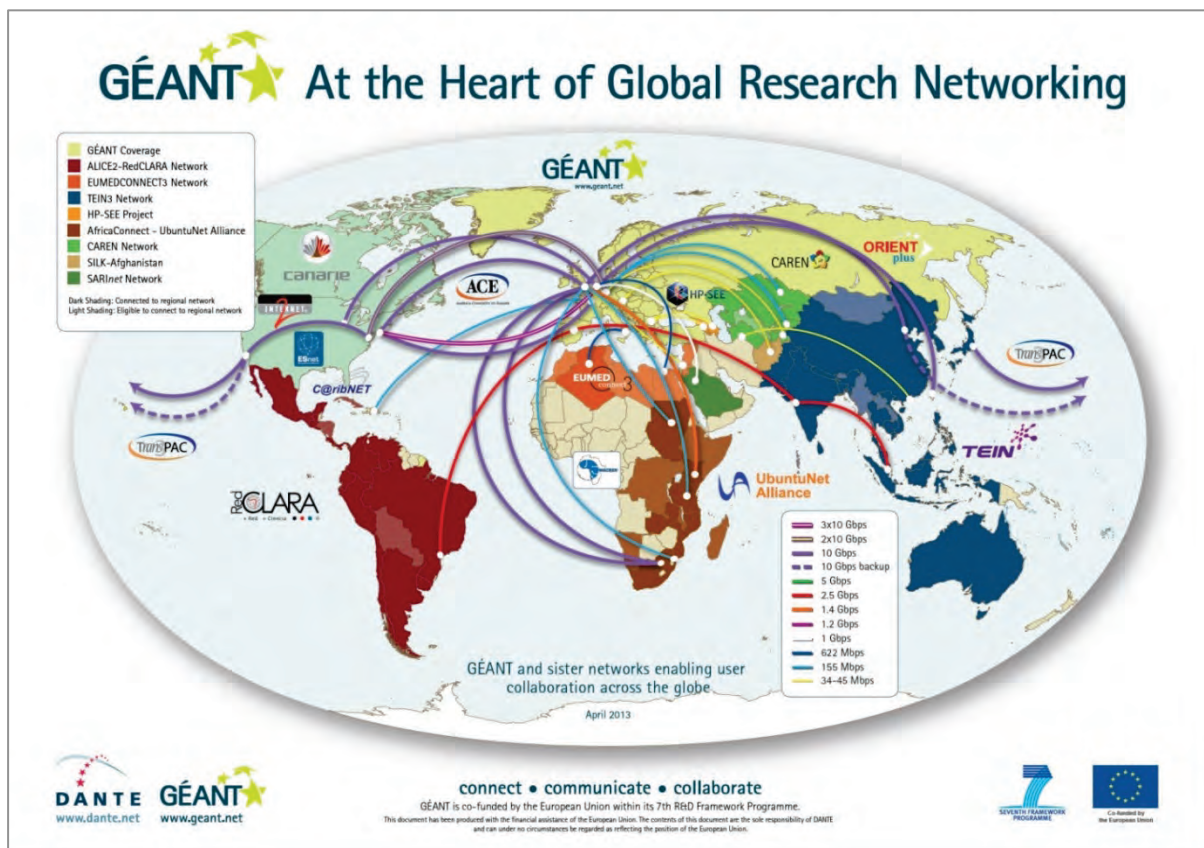 GÉANT At the Heart of Global Research Networking
GÉANT Coverage
ALICE2-RedCLARA Network
EUMEDCONNECT3 Network
TEIN3 Network
HP-SEE Project
AfricaConnect - UbuntuNet Alliance
CAREN Network
SILK-Afghanistan
SARInet Network
Dark Shading: Connected to regional network
Light Shading: Eligible to connect to regional network
GÉANT
www.geant.net
canarie
INTERNET 2
ESnet
C@ribNET
ACE
HP-SEE
CAREN
ORIENT
plus
TransPAC
TransPAC
EUMED
connect 3
RedCLARA
UbuntuNet
Alliance
TEIN
3x10 Gbps
2x10 Gbps
10 Gbps
10 Gbps backup
5 Gbps
2.5 Gbps
1.4 Gbps
1.2 Gbps
1 Gbps
622 Mbps
155 Mbps
34-45 Mbps
GÉANT and sister networks enabling user
collaboration across the globe
April 2013
DANTE
www.dante.net
GÉANT
www.geant.net
connect • communicate • collaborate
GÉANT is co-funded by the European Union within its 7th R&D Framework Programme.
This document has been produced with the financial assistance of the European Union. The contents of this document are the sole responsibility of DANTE
and can under no circumstances be regarded as reflecting the position of the European Union.
SEVENTH FRAMEWORK
PROGRAMME
Co-funded by
the European Union